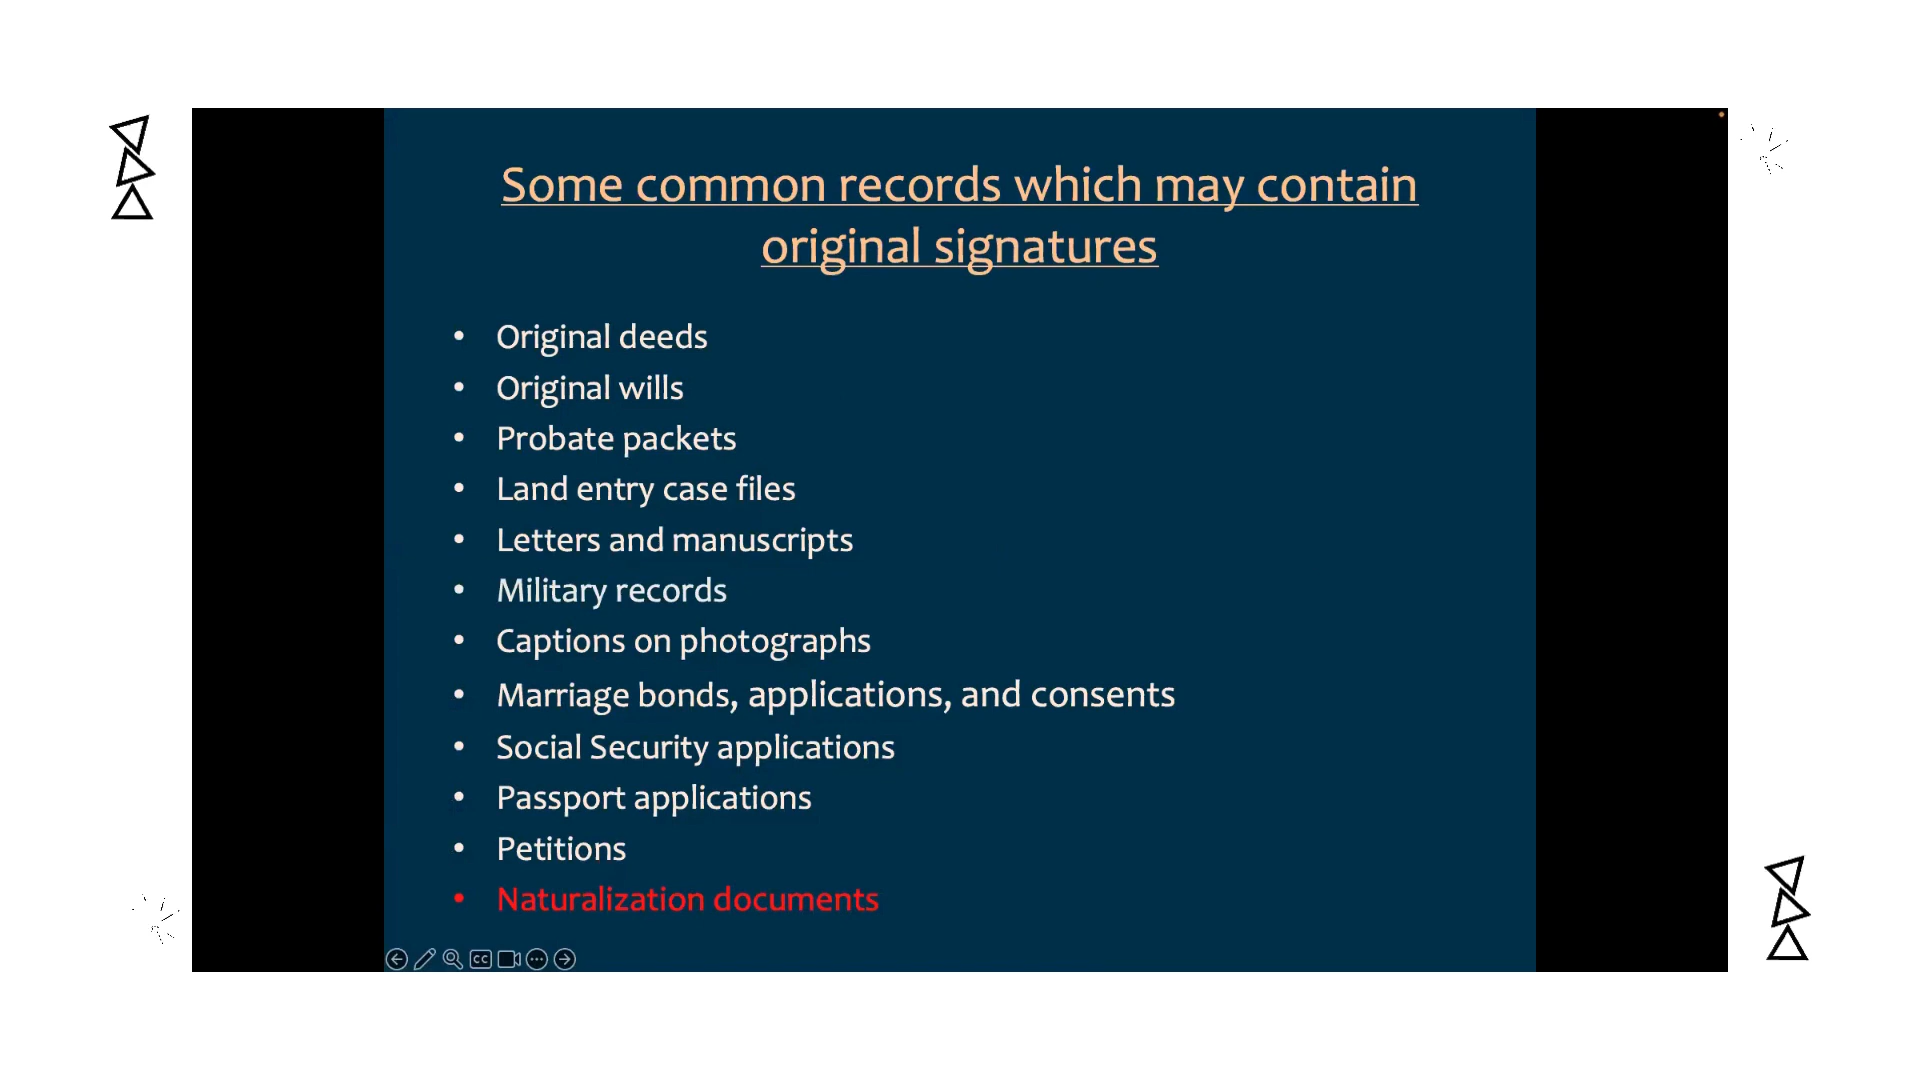 Some common records which may contain
original signatures
• Original deeds
• Original wills
• Probate packets
• Land entry case files
• Letters and manuscripts
• Military records
• Captions on photographs
• Marriage bonds, applications, and consents
• Social Security applications
• Passport applications
• Petitions
• Naturalization documents
CC